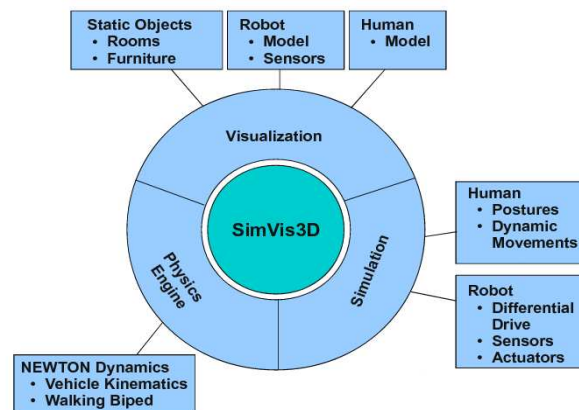 Static Objects
• Rooms
• Furniture
Robot
• Model
• Sensors
Human
• Model
Visualization
SimVis3D
Physics
Engine
Simulation
Human
• Postures
• Dynamic
Movements
Robot
• Differential
Drive
• Sensors
• Actuators
NEWTON Dynamics
• Vehicle Kinematics
• Walking Biped